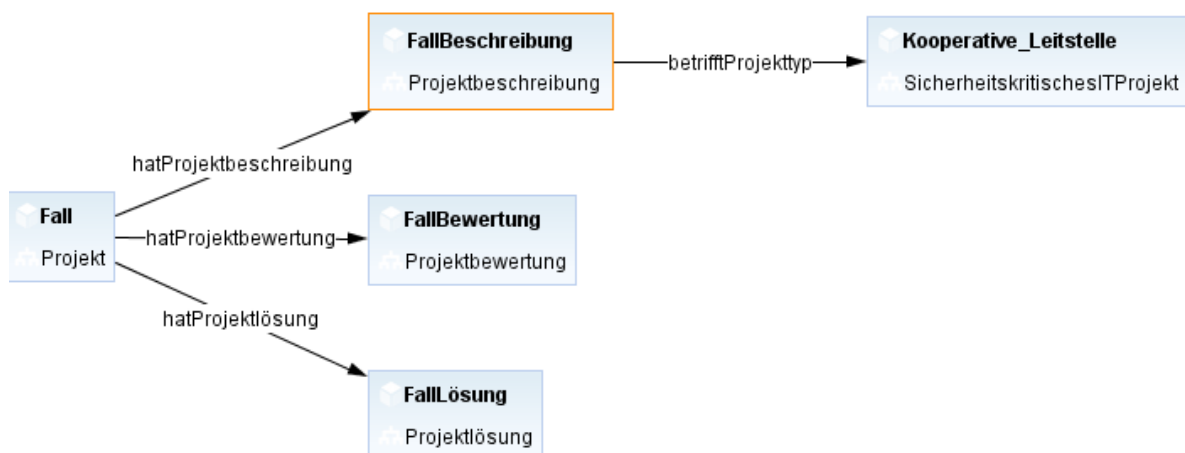 FallBeschreibung
Projektbeschreibung
betrifftProjekttyp
Kooperative_Leitstelle
SicherheitskritischesITProjekt
hatProjektbeschreibung
Fall
Projekt
hatProjektbewertung
FallBewertung
Projektbewertung
hatProjektlösung
FallLösung
Projektlösung